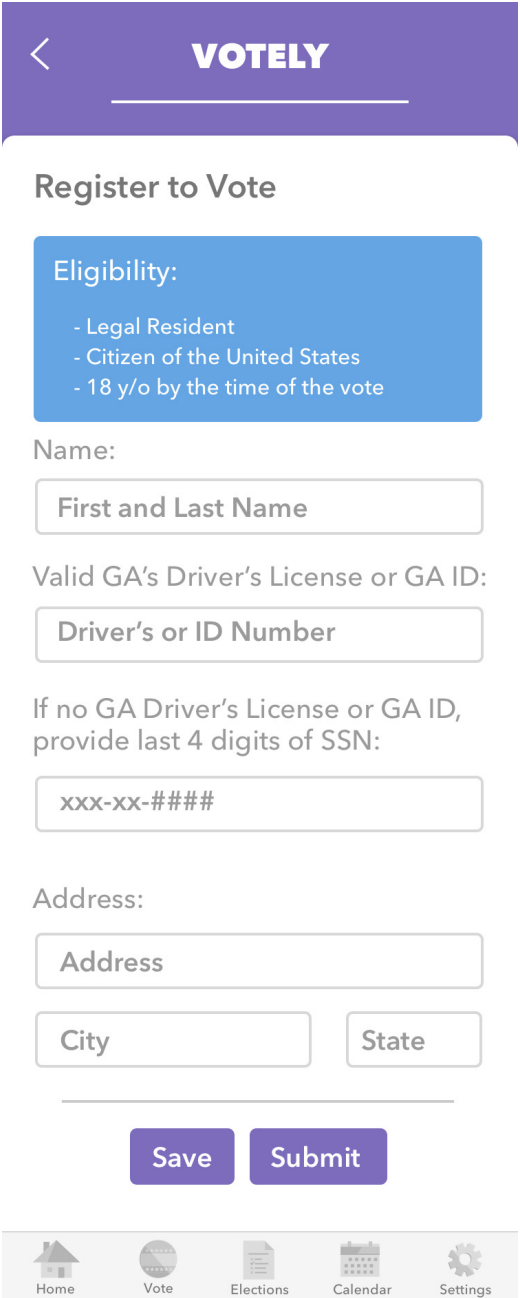 VOTELY
Register to Vote
Eligibility:
- Legal Resident
- Citizen of the United States
- 18 y/o by the time of the vote
Name:
First and Last Name
Valid GA’s Driver’s License or GA ID:
Driver’s or ID Number
If no GA Driver’s License or GA ID,
provide last 4 digits of SSN:
xxx-xx-####
Address:
Address
City State
Save Submit
Home Vote Elections Calendar Settings